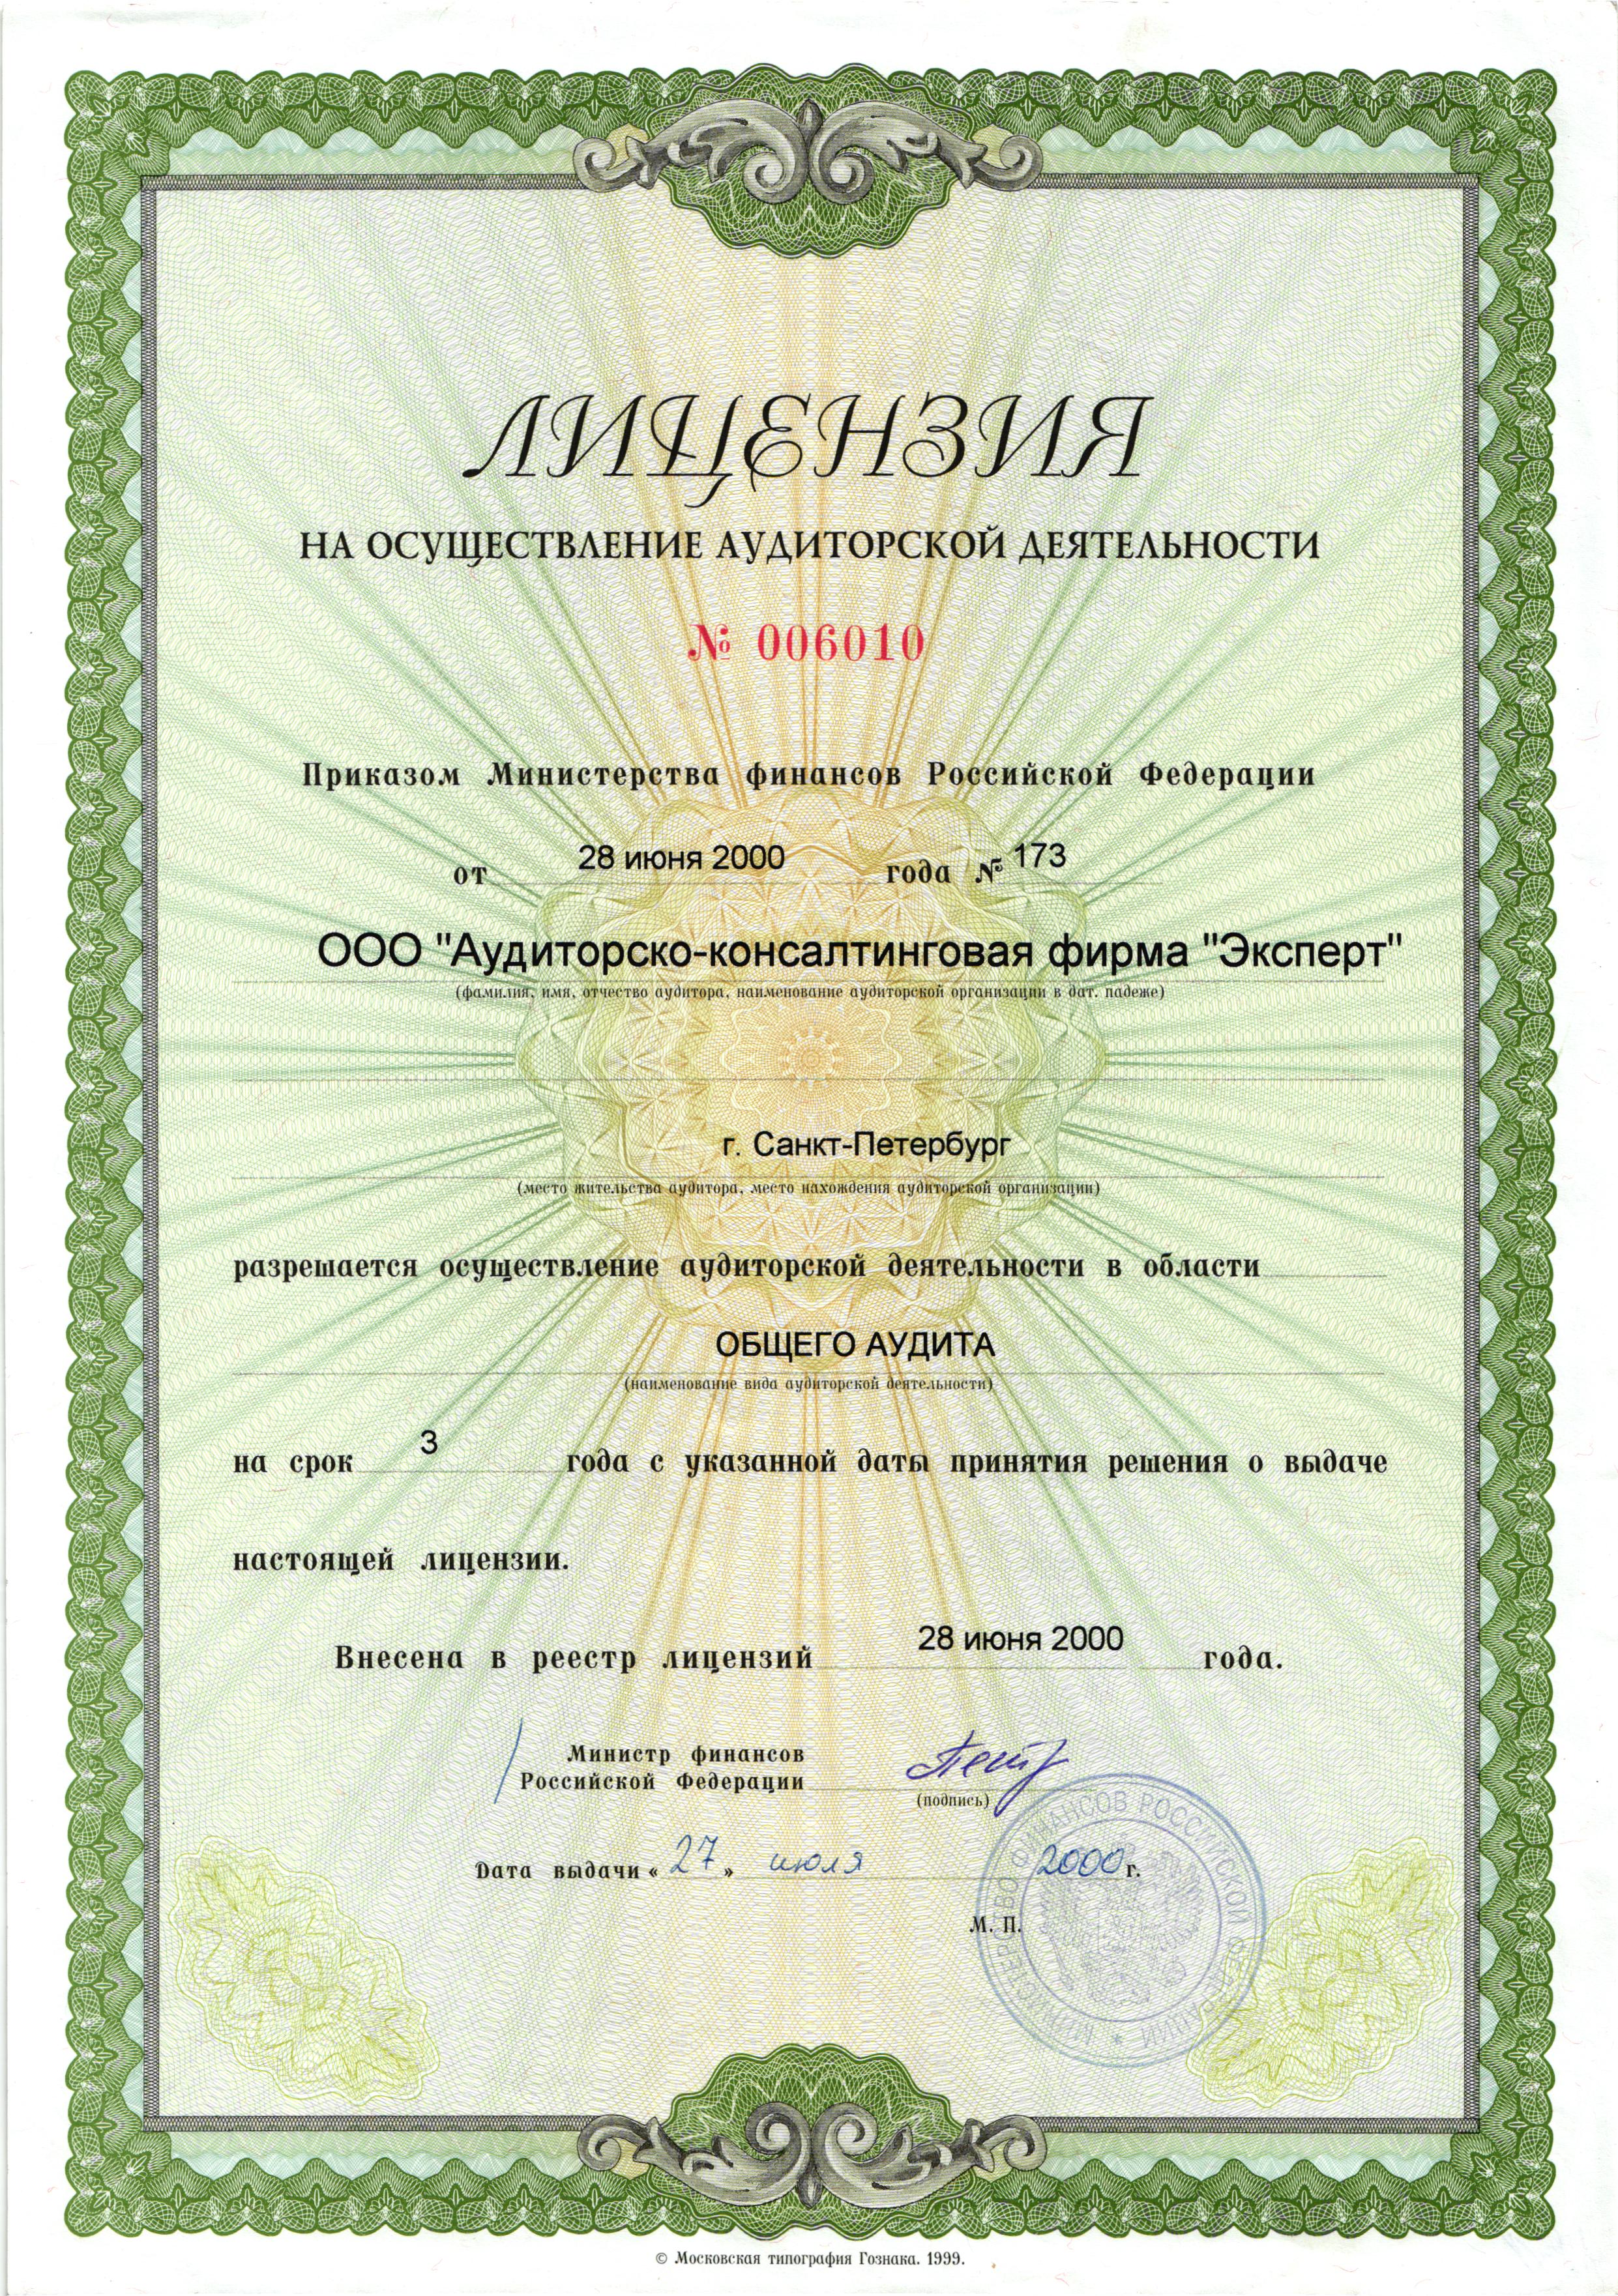 ЛИЦЕНЗИЯ
НА ОСУЩЕСТВЛЕНИЕ АУДИТОРСКОЙ ДЕЯТЕЛЬНОСТИ
№ 006010
Приказом Министерства финансов Российской Федерации
от 28 июня 2000 года № 173
ООО "Аудиторско-консалтинговая фирма "Эксперт"
(фамилия, имя, отчество аудитора, наименование аудиторской организации в дат. падеже)
г. Санкт-Петербург
(место жительства аудитора, место нахождения аудиторской организации)
разрешается осуществление аудиторской деятельности в области
ОБЩЕГО АУДИТА
(наименование вида аудиторской деятельности)
на срок 3 года с указанной даты принятия решения о выдаче
настоящей лицензии.
Внесена в реестр лицензий 28 июня 2000 года.
Министр финансов
Российской Федерации
(подпись)
Дата выдачи « 27 » июля 2000 г.
М. П.
МИНИСТЕРСТВО ФИНАНСОВ РОССИЙСКОЙ ФЕДЕРАЦИИ *
© Московская типография Гознака. 1999.